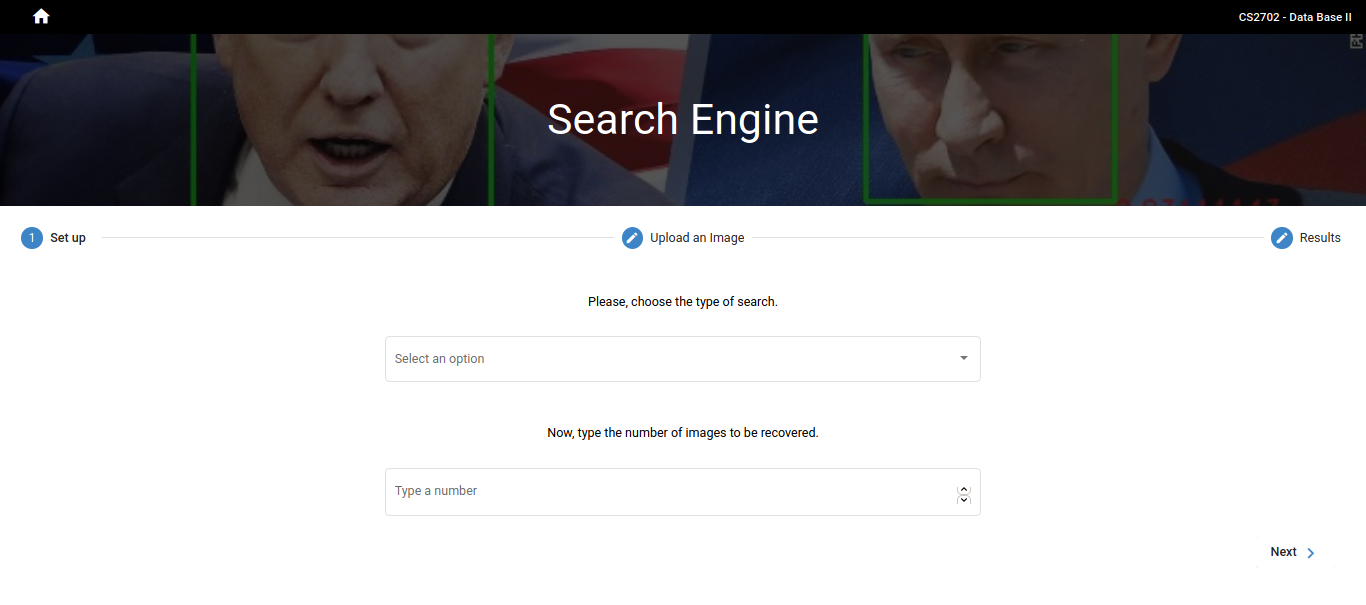 CS2702 - Data Base II
Search Engine
1 Set up
Upload an Image
Results
Please, choose the type of search.
Select an option
Now, type the number of images to be recovered.
Type a number
Next